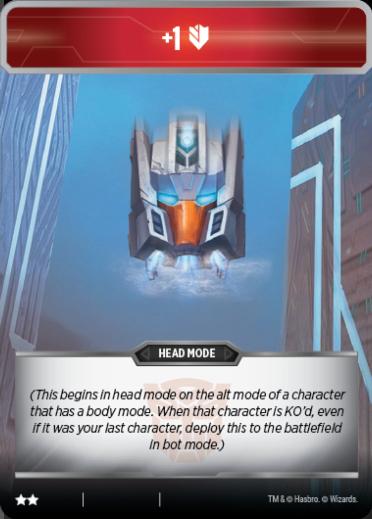 +1
HEAD MODE
(This begins in head mode on the alt mode of a character
that has a body mode. When that character is KO'd, even
if it was your last character, deploy this to the battlefield
in bot mode.)
TM & © Hasbro. © Wizards.